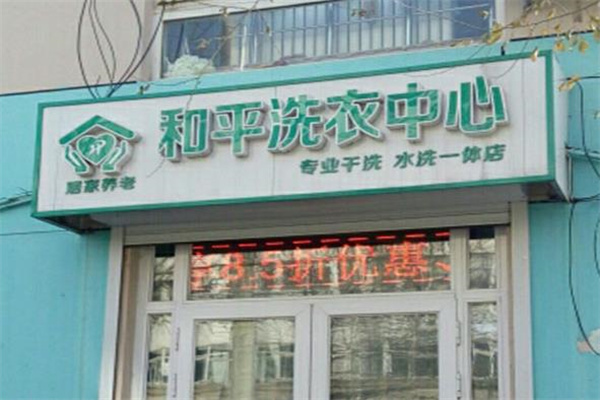 和平洗衣中心
居家养老
专业干洗 水洗一体店
8.5折优惠